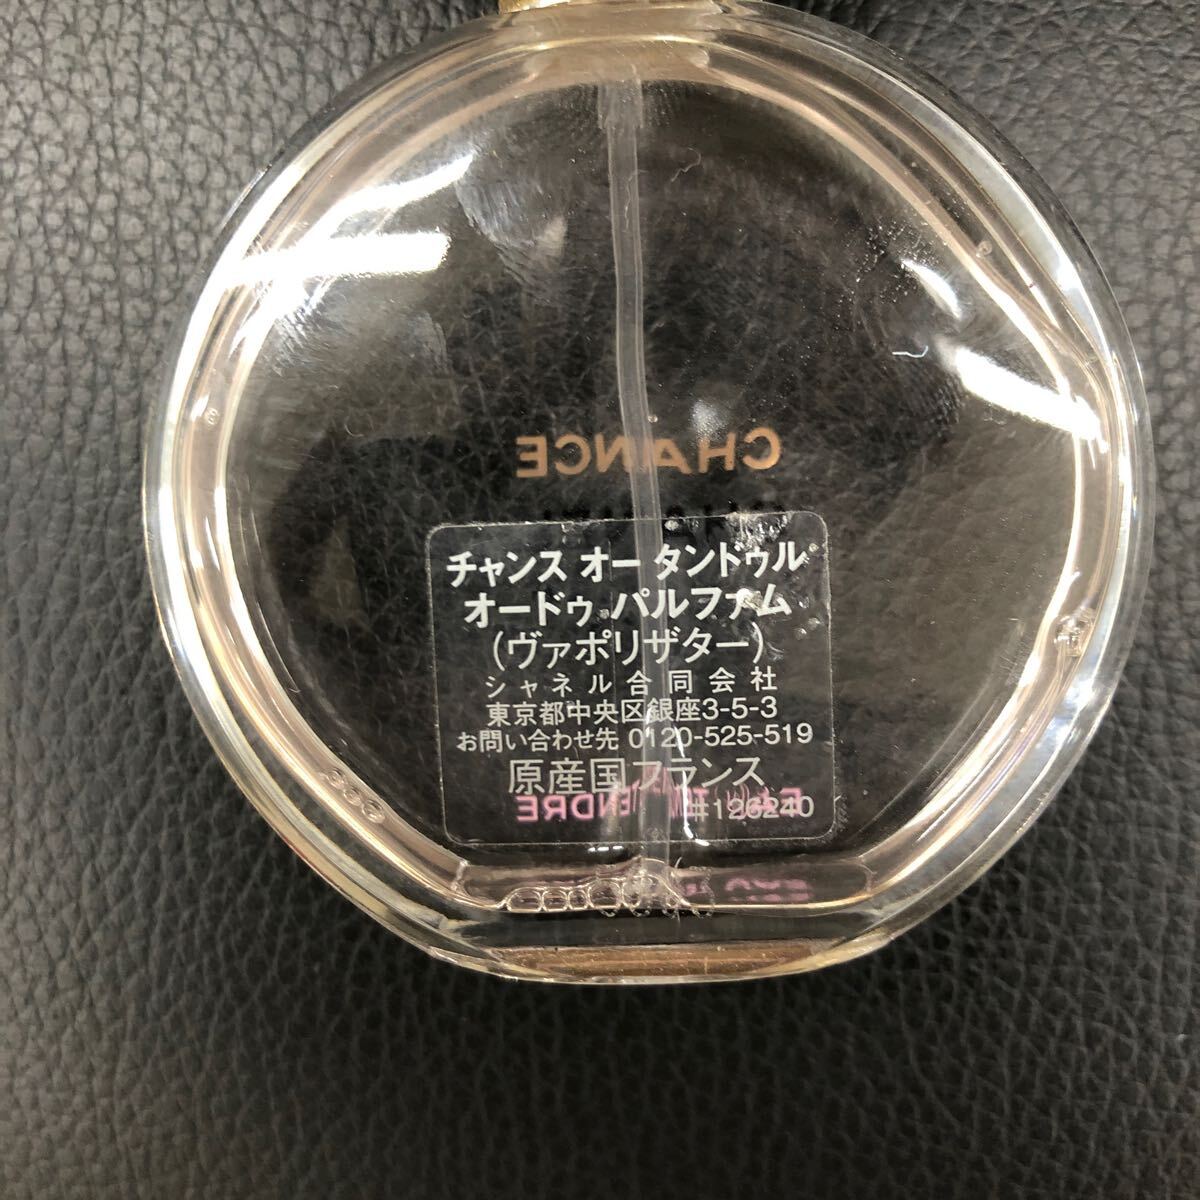 CHANCE
チャンス オー タンドゥル
オードゥ パルファム
(ヴァポリザター)
シャネル合同会社
東京都中央区銀座3-5-3
お問い合わせ先 0120-525-519
原産国フランス
#126240